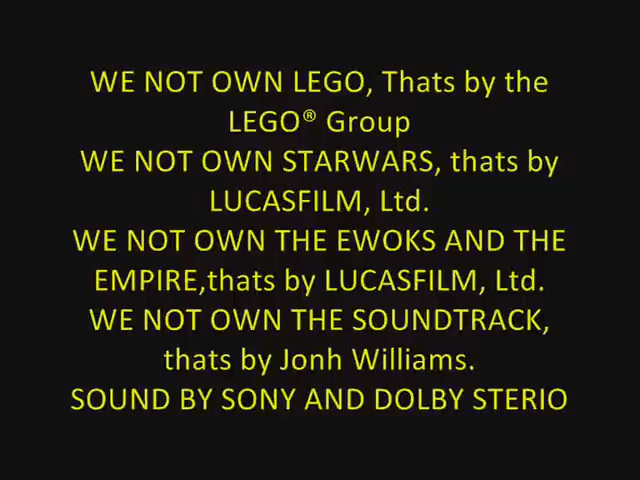 WE NOT OWN LEGO, Thats by the
LEGO® Group
WE NOT OWN STARWARS, thats by
LUCASFILM, Ltd.
WE NOT OWN THE EWOKS AND THE
EMPIRE,thats by LUCASFILM, Ltd.
WE NOT OWN THE SOUNDTRACK,
thats by Jonh Williams.
SOUND BY SONY AND DOLBY STERIO